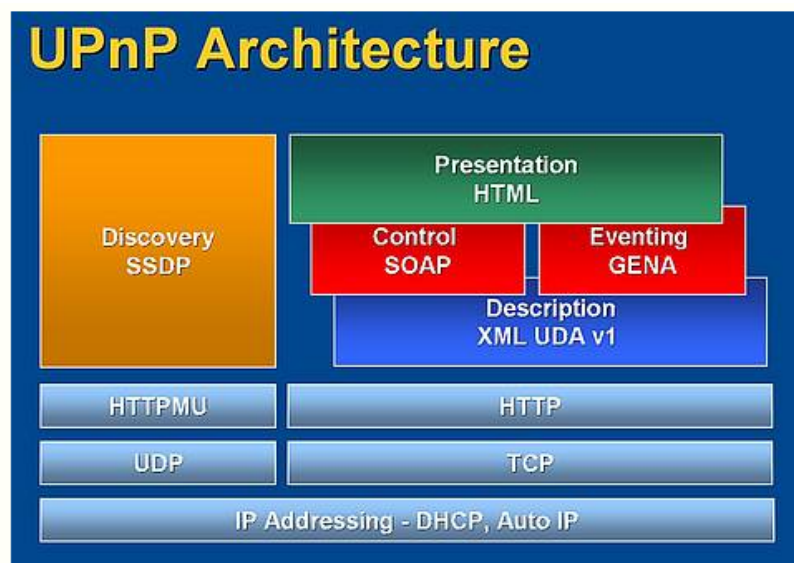 UPnP Architecture
Discovery
SSDP
Presentation
HTML
Control
SOAP
Eventing
GENA
Description
XML UDA v1
HTTPMU
HTTP
UDP
TCP
IP Addressing - DHCP, Auto IP